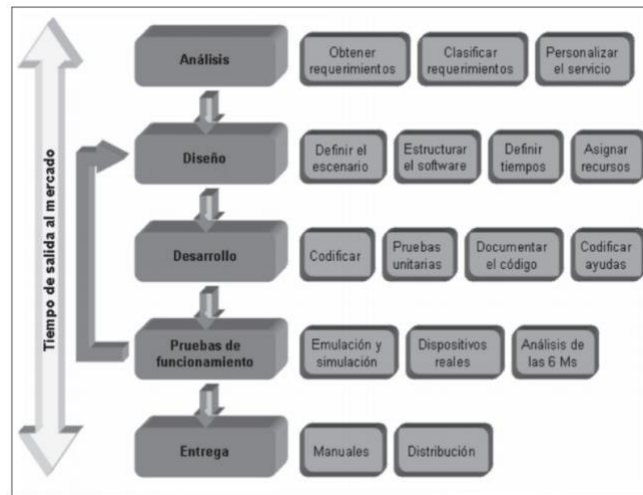 Tiempo de salida al mercado
Análisis
Obtener
requerimientos
Clasificar
requerimientos
Personalizar
el servicio
Diseño
Definir el
escenario
Estructurar
el software
Definir
tiempos
Asignar
recursos
Desarrollo
Codificar
Pruebas
unitarias
Documentar
el código
Codificar
ayudas
Pruebas de
funcionamiento
Emulación y
simulación
Dispositivos
reales
Análisis de
las 6 Ms
Entrega
Manuales
Distribución